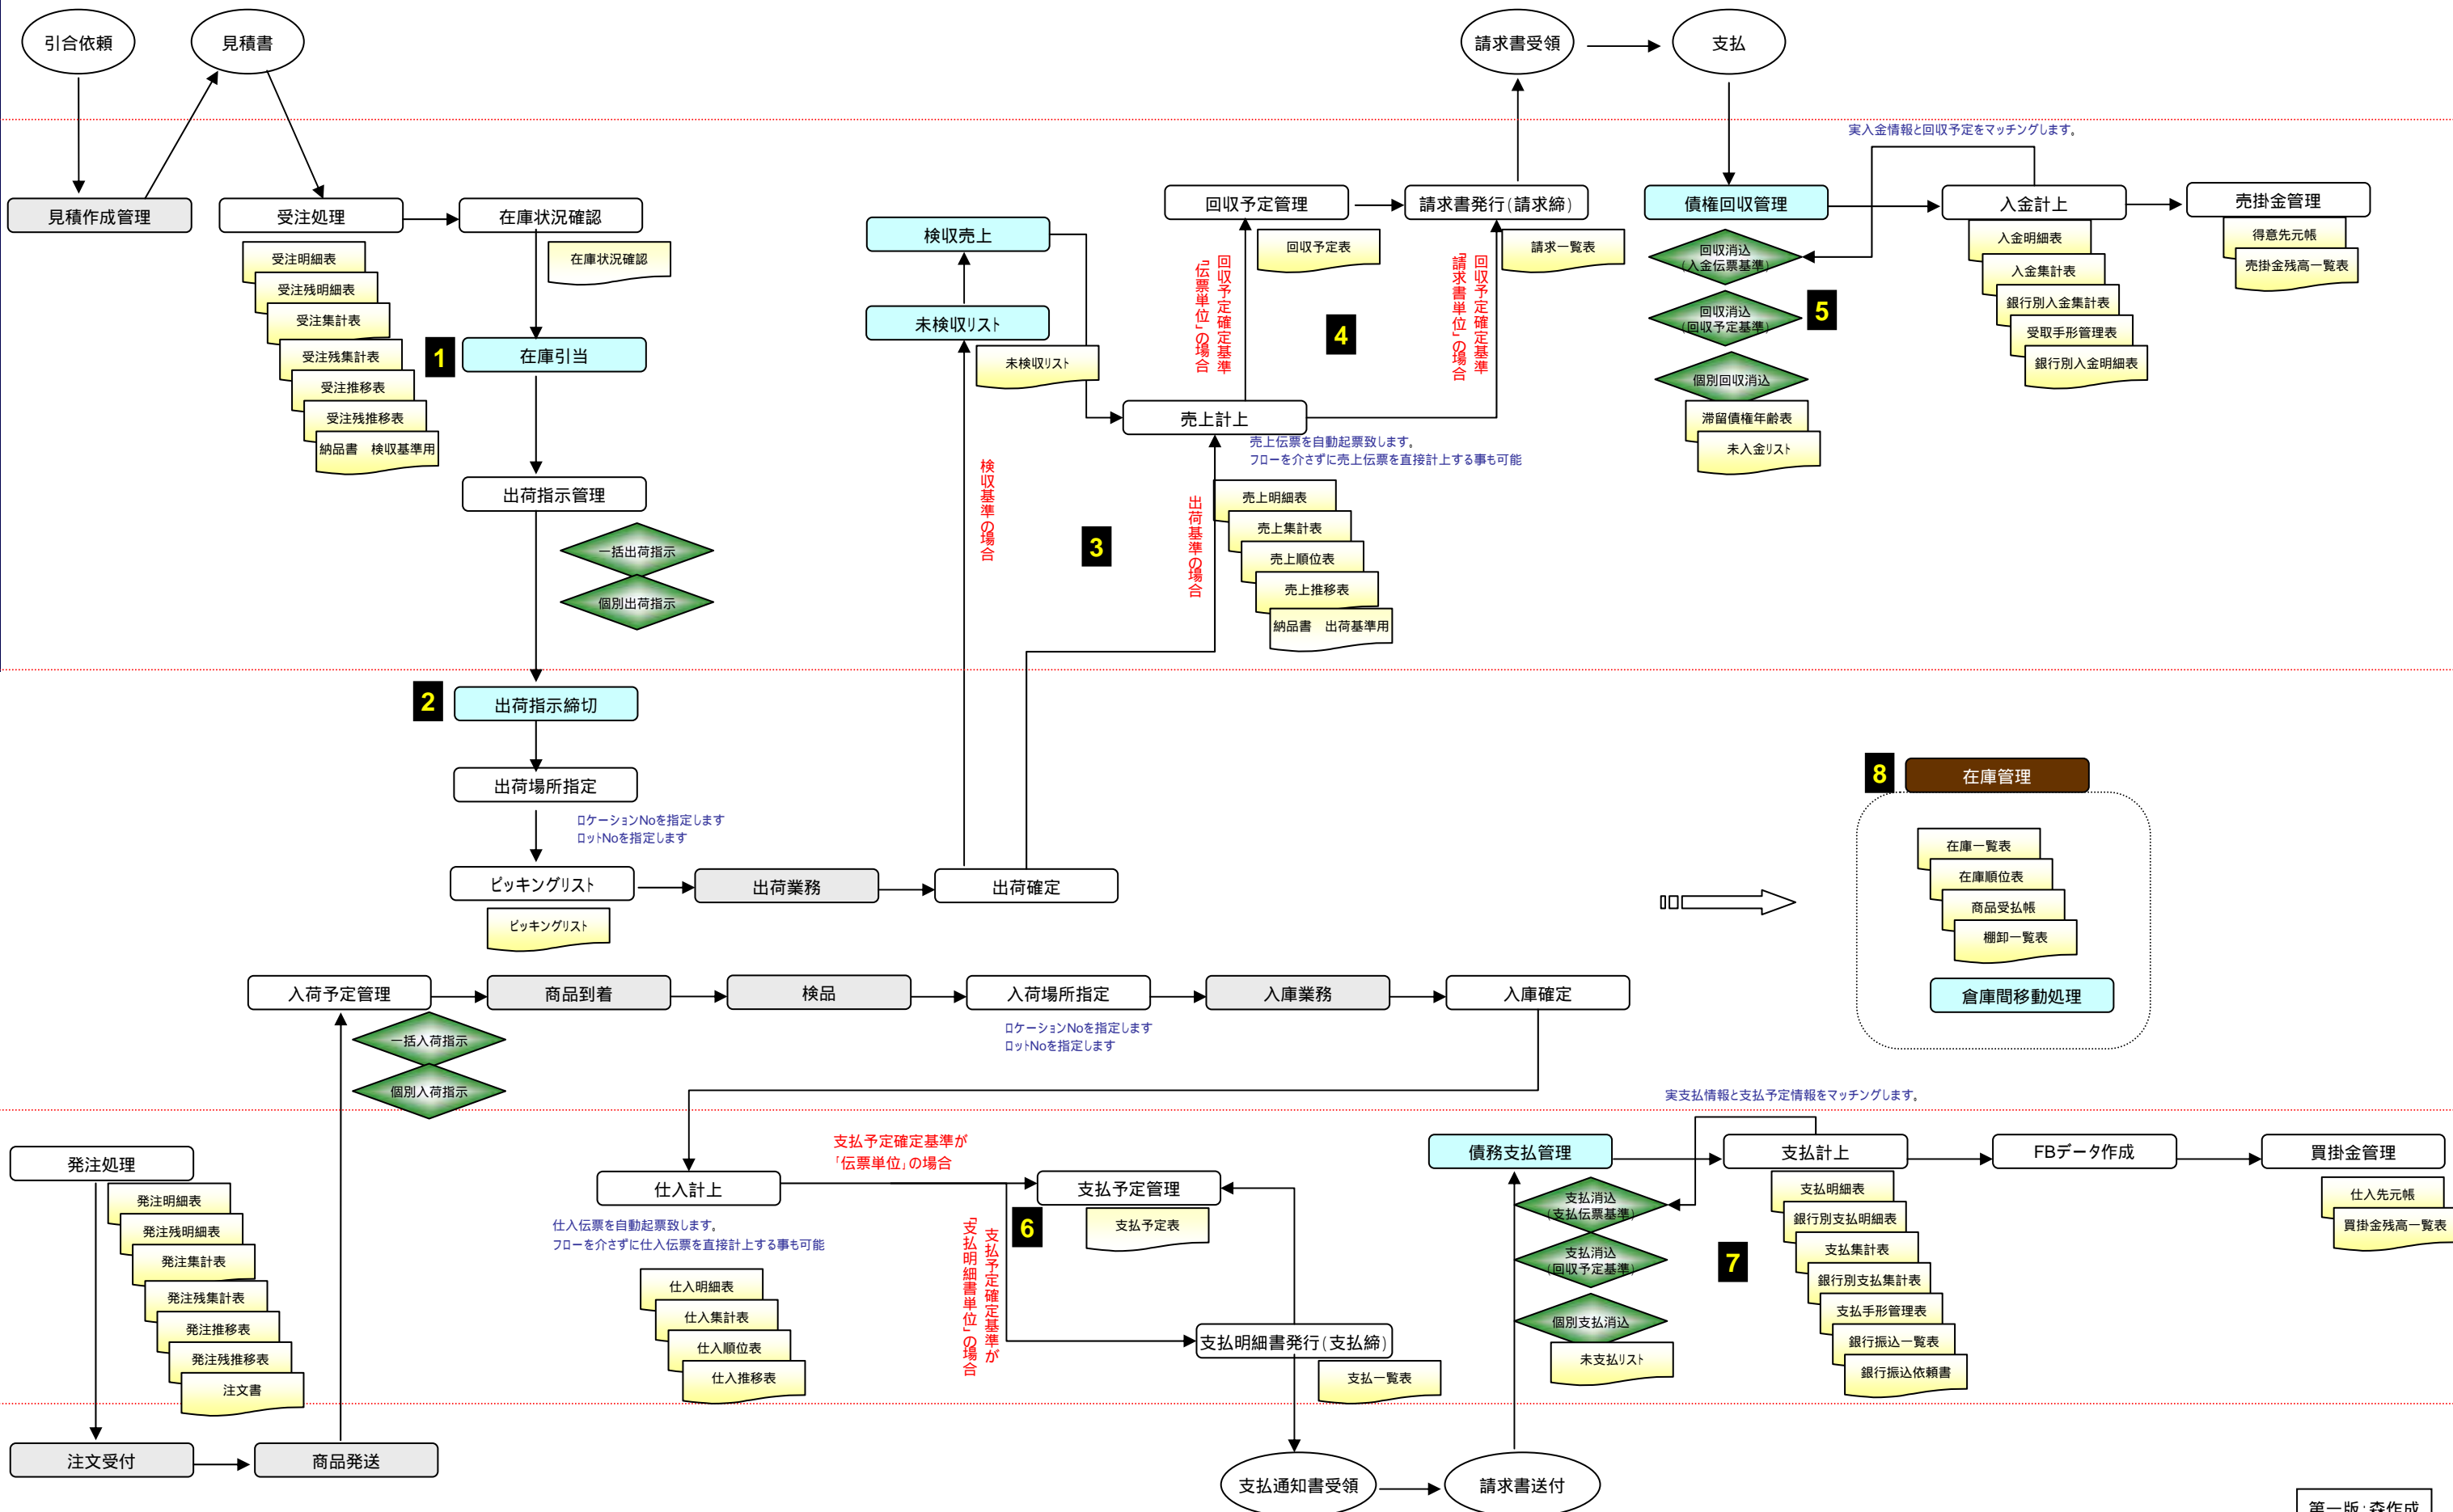 引合依頼
見積書
請求書受領
支払
実入金情報と回収予定をマッチングします。
見積作成管理
受注処理
在庫状況確認
受注明細表
受注残明細表
受注集計表
受注残集計表
受注推移表
受注残推移表
納品書　検収基準用
在庫状況確認
1
在庫引当
出荷指示管理
一括出荷指示
個別出荷指示
検収売上
未検収リスト
未検収リスト
検収基準の場合
3
回収予定管理
回収予定表
回収予定確定基準
「伝票単位」の場合
4
請求書発行(請求締)
請求一覧表
回収予定確定基準
「請求書単位」の場合
売上計上
売上伝票を自動起票致します。
フローを介さずに売上伝票を直接計上する事も可能
出荷基準の場合
売上明細表
売上集計表
売上順位表
売上推移表
納品書　出荷基準用
債権回収管理
回収消込
(入金伝票基準)
回収消込
(回収予定基準)
個別回収消込
滞留債権年齢表
未入金リスト
5
入金計上
入金明細表
入金集計表
銀行別入金集計表
受取手形管理表
銀行別入金明細表
売掛金管理
得意先元帳
売掛金残高一覧表
2
出荷指示締切
出荷場所指定
ロケーションNoを指定します
ロットNoを指定します
ピッキングリスト
ピッキングリスト
出荷業務
出荷確定
8
在庫管理
在庫一覧表
在庫順位表
商品受払帳
棚卸一覧表
倉庫間移動処理
入荷予定管理
一括入荷指示
個別入荷指示
商品到着
検品
入荷場所指定
ロケーションNoを指定します
ロットNoを指定します
入庫業務
入庫確定
実支払情報と支払予定情報をマッチングします。
発注処理
発注明細表
発注残明細表
発注集計表
発注残集計表
発注推移表
発注残推移表
注文書
仕入計上
仕入伝票を自動起票致します。
フローを介さずに仕入伝票を直接計上する事も可能
仕入明細表
仕入集計表
仕入順位表
仕入推移表
支払予定確定基準が
「伝票単位」の場合
支払予定確定基準が
「支払明細書単位」の場合
6
支払予定管理
支払予定表
支払明細書発行(支払締)
支払一覧表
債務支払管理
支払消込
(支払伝票基準)
支払消込
(回収予定基準)
個別支払消込
未支払リスト
7
支払計上
支払明細表
銀行別支払明細表
支払集計表
銀行別支払集計表
支払手形管理表
銀行振込一覧表
銀行振込依頼書
FBデータ作成
買掛金管理
仕入先元帳
買掛金残高一覧表
注文受付
商品発送
支払通知書受領
請求書送付
第一版:森作成